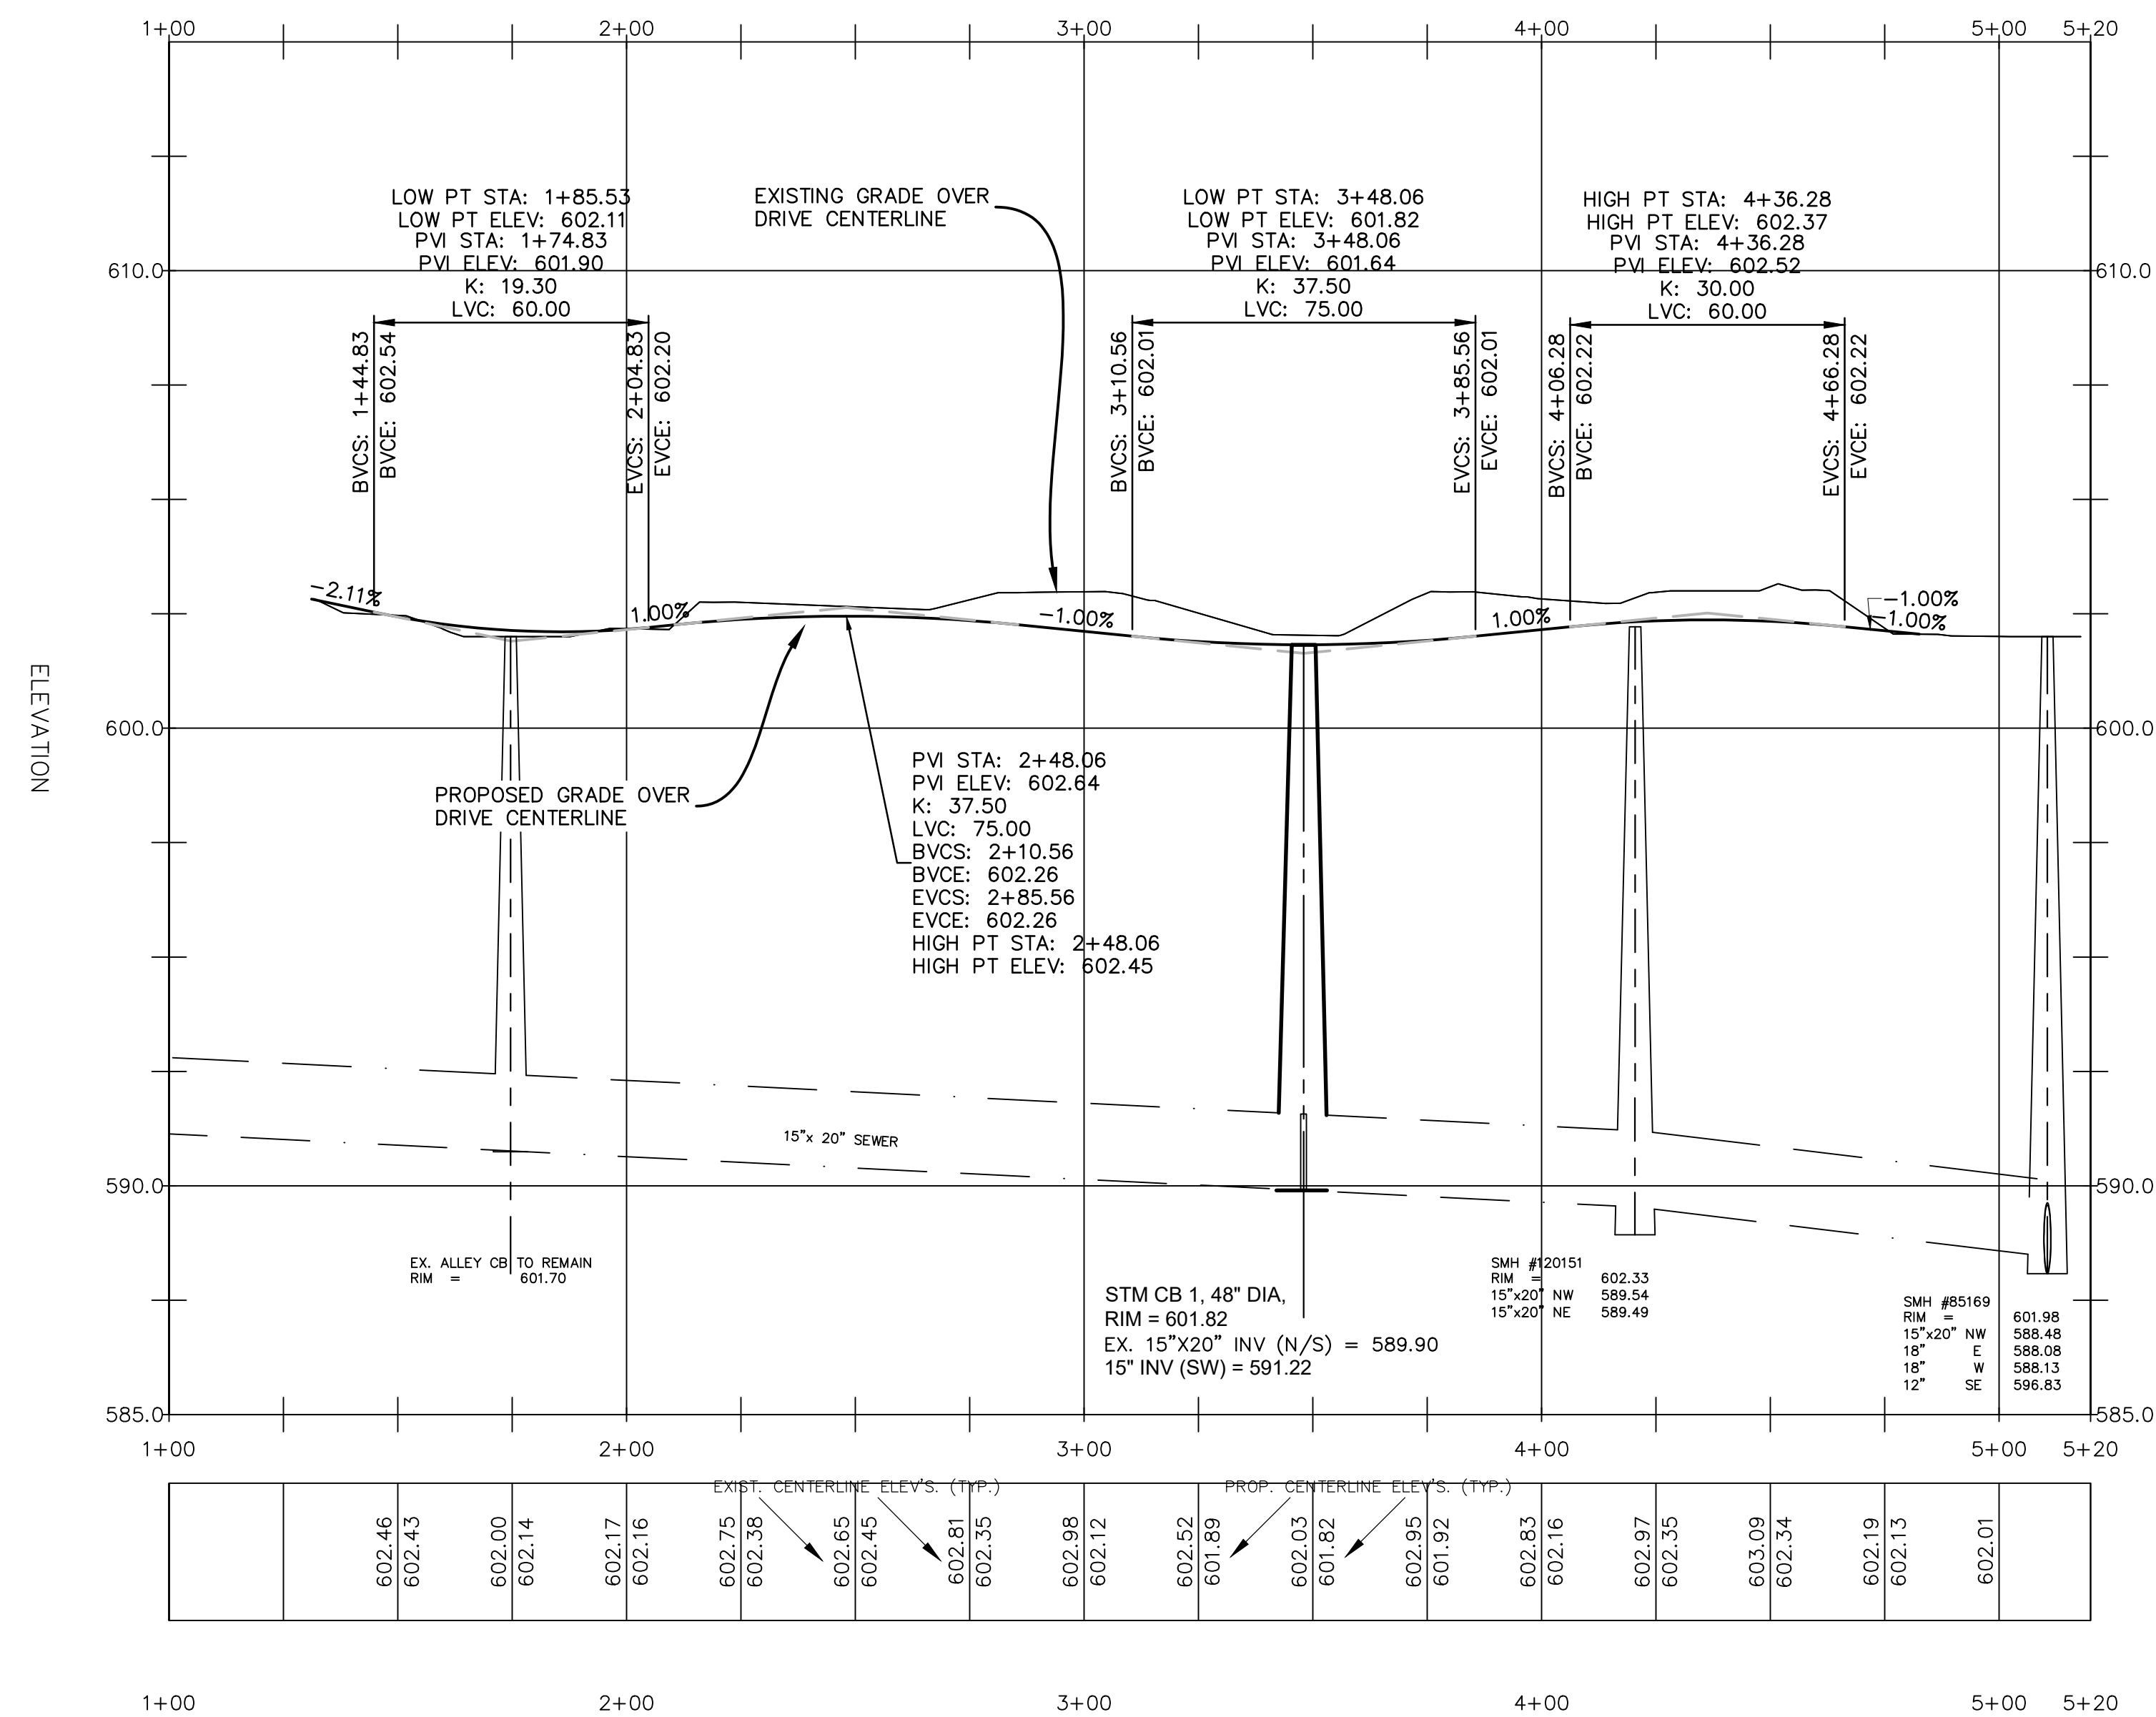 1+00 2+00 3+00 4+00 5+00 5+20
LOW PT STA: 1+85.53
LOW PT ELEV: 602.11
PVI STA: 1+74.83
PVI ELEV: 601.90
K: 19.30
LVC: 60.00
EXISTING GRADE OVER
DRIVE CENTERLINE
LOW PT STA: 3+48.06
LOW PT ELEV: 601.82
PVI STA: 3+48.06
PVI ELEV: 601.64
K: 37.50
LVC: 75.00
HIGH PT STA: 4+36.28
HIGH PT ELEV: 602.37
PVI STA: 4+36.28
PVI ELEV: 602.52
K: 30.00
LVC: 60.00
610.0 610.0
BVCS: 1+44.83
BVCE: 602.54
EVCS: 2+04.83
EVCE: 602.20
BVCS: 3+10.56
BVCE: 602.01
EVCS: 3+85.56
EVCE: 602.01
BVCS: 4+06.28
BVCE: 602.22
EVCS: 4+66.28
EVCE: 602.22
-2.11%
1.00%
-1.00%
1.00%
-1.00%
-1.00%
ELEVATION
600.0 600.0
PROPOSED GRADE OVER
DRIVE CENTERLINE
PVI STA: 2+48.06
PVI ELEV: 602.64
K: 37.50
LVC: 75.00
BVCS: 2+10.56
BVCE: 602.26
EVCS: 2+85.56
EVCE: 602.26
HIGH PT STA: 2+48.06
HIGH PT ELEV: 602.45
15"x 20" SEWER
590.0 590.0
EX. ALLEY CB TO REMAIN
RIM = 601.70
STM CB 1, 48" DIA,
RIM = 601.82
EX. 15"X20" INV (N/S) = 589.90
15" INV (SW) = 591.22
SMH #120151
RIM = 602.33
15"x20" NW 589.54
15"x20" NE 589.49
SMH #85169
RIM = 601.98
15"x20" NW 588.48
18" E 588.08
18" W 588.13
12" SE 596.83
585.0 585.0
1+00 2+00 3+00 4+00 5+00 5+20
EXIST. CENTERLINE ELEV'S. (TYP.)
PROP. CENTERLINE ELEV'S. (TYP.)
602.46
602.43
602.00
602.14
602.17
602.16
602.75
602.38
602.65
602.45
602.81
602.35
602.98
602.12
602.52
601.89
602.03
601.82
602.95
601.92
602.83
602.16
602.97
602.35
603.09
602.34
602.19
602.13
602.01
1+00 2+00 3+00 4+00 5+00 5+20